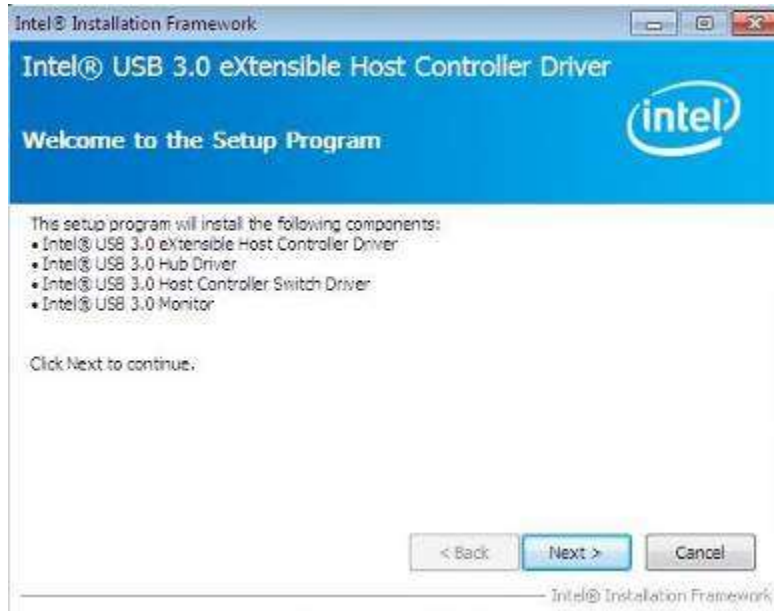 Intel® Installation Framework
Intel® USB 3.0 eXtensible Host Controller Driver
Welcome to the Setup Program
intel
This setup program will install the following components:
• Intel® USB 3.0 eXtensible Host Controller Driver
• Intel® USB 3.0 Hub Driver
• Intel® USB 3.0 Host Controller Switch Driver
• Intel® USB 3.0 Monitor
Click Next to continue.
< Back
Next >
Cancel
Intel® Installation Framework